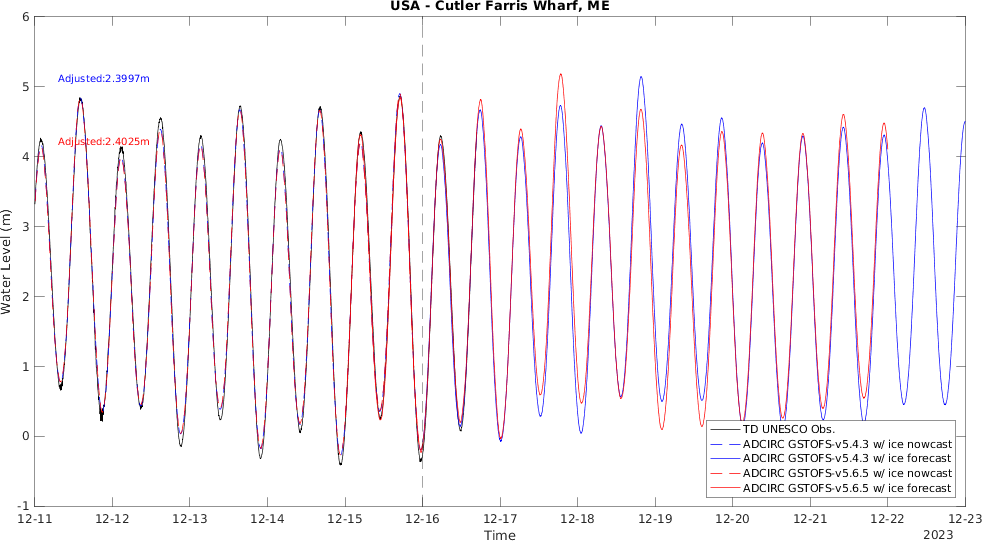 USA - Cutler Farris Wharf, ME
6
5
4
3
2
1
0
-1
Water Level (m)
Adjusted:2.3997m
Adjusted:2.4025m
TD UNESCO Obs.
ADCIRC GSTOFS-v5.4.3 w/ ice nowcast
ADCIRC GSTOFS-v5.4.3 w/ ice forecast
ADCIRC GSTOFS-v5.6.5 w/ ice nowcast
ADCIRC GSTOFS-v5.6.5 w/ ice forecast
12-11 12-12 12-13 12-14 12-15 12-16 12-17 12-18 12-19 12-20 12-21 12-22 12-23
Time
2023